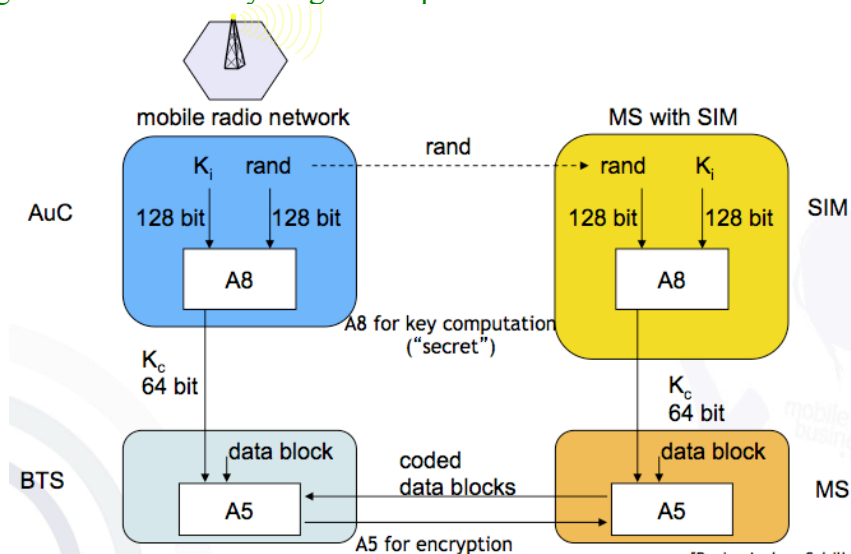 mobile radio network
MS with SIM
rand
Ki rand
rand Ki
AuC
128 bit 128 bit
128 bit 128 bit
SIM
A8
A8
A8 for key computation
("secret")
Kc
64 bit
Kc
64 bit
mobile
BTS
data block
coded
data blocks
data block
MS
A5
A5
A5 for encryption